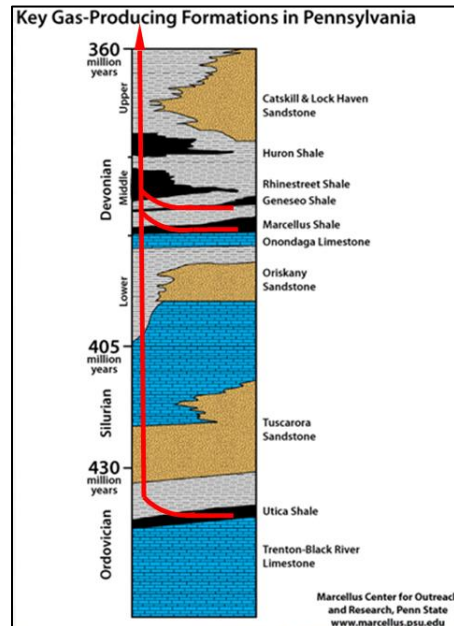 Key Gas-Producing Formations in Pennsylvania
360
million
years
Upper
Catskill & Lock Haven
Sandstone
Huron Shale
Devonian
Middle
Rhinestreet Shale
Geneseo Shale
Marcellus Shale
Onondaga Limestone
Lower
Oriskany
Sandstone
405
million
years
Silurian
Tuscarora
Sandstone
430
million
years
Ordovician
Utica Shale
Trenton-Black River
Limestone
Marcellus Center for Outreach
and Research, Penn State
www.marcellus.psu.edu